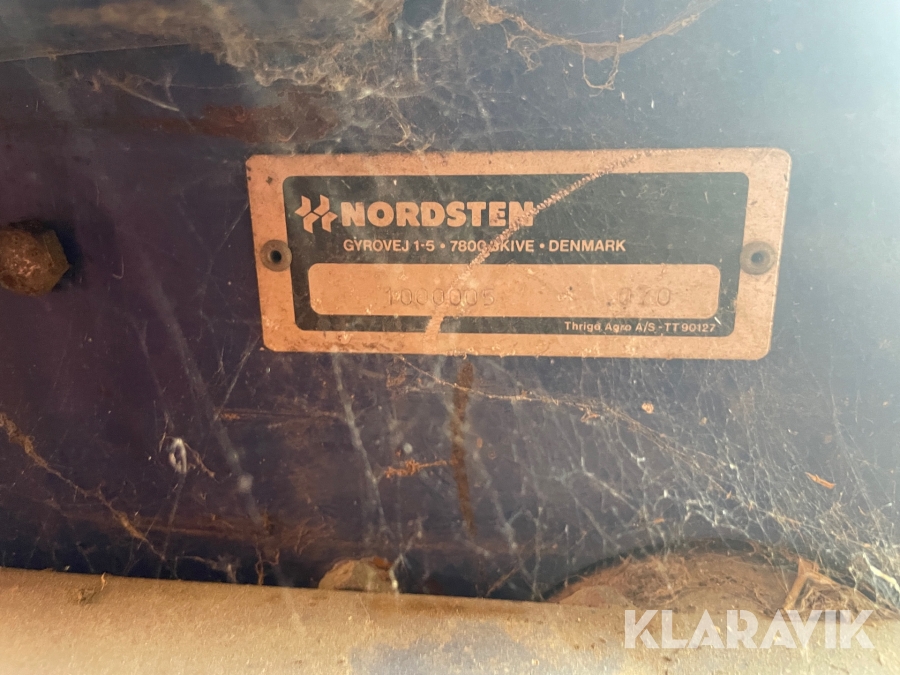 NORDSTEN
GYROVEJ 1-5 • 7800 SKIVE • DENMARK
1000005
Thrige Agro A/S - TT 90127
KLARAVIK